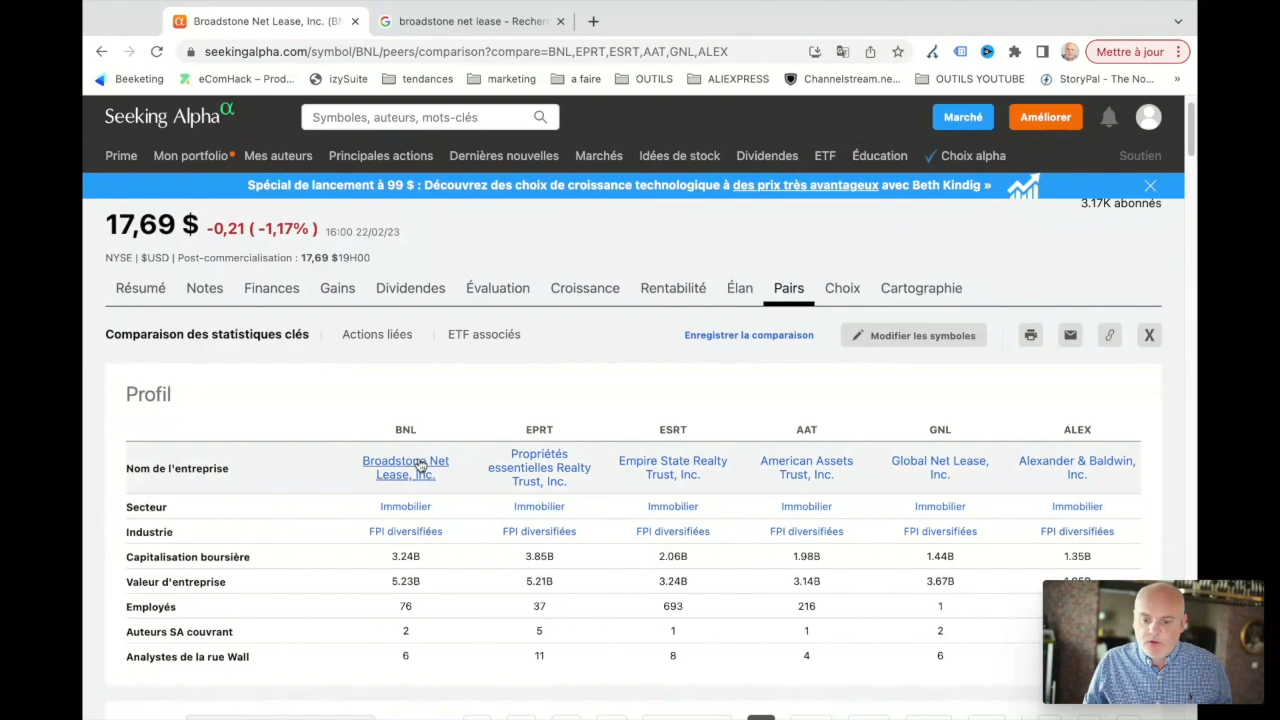 Broadstone Net Lease, Inc. (BN
broadstone net lease - Recher
seekingalpha.com/symbol/BNL/peers/comparison?compare=BNL,EPRT,ESRT,AAT,GNL,ALEX
Mettre à jour
Beeketing
eComHack – Prod...
izySuite
tendances
marketing
a faire
OUTILS
ALIEXPRESS
Channelstream.ne...
OUTILS YOUTUBE
StoryPal - The No...
Seeking Alpha α
Symboles, auteurs, mots-clés
Marché
Améliorer
Prime
Mon portfolio
Mes auteurs
Principales actions
Dernières nouvelles
Marchés
Idées de stock
Dividendes
ETF
Éducation
Choix alpha
Soutien
Spécial de lancement à 99 $ : Découvrez des choix de croissance technologique à des prix très avantageux avec Beth Kindig »
3.17K abonnés
17,69 $ -0,21 ( -1,17% ) 16:00 22/02/23
NYSE | $USD | Post-commercialisation : 17,69 $19H00
Résumé
Notes
Finances
Gains
Dividendes
Évaluation
Croissance
Rentabilité
Élan
Pairs
Choix
Cartographie
Comparaison des statistiques clés
Actions liées
ETF associés
Enregistrer la comparaison
Modifier les symboles
X
Profil
BNL EPRT ESRT AAT GNL ALEX
Nom de l'entreprise
Broadstone Net
Lease, Inc.
Propriétés
essentielles Realty
Trust, Inc.
Empire State Realty
Trust, Inc.
American Assets
Trust, Inc.
Global Net Lease,
Inc.
Alexander & Baldwin,
Inc.
Secteur Immobilier Immobilier Immobilier Immobilier Immobilier Immobilier
Industrie FPI diversifiées FPI diversifiées FPI diversifiées FPI diversifiées FPI diversifiées FPI diversifiées
Capitalisation boursière 3.24B 3.85B 2.06B 1.98B 1.44B 1.35B
Valeur d'entreprise 5.23B 5.21B 3.24B 3.14B 3.67B
Employés 76 37 693 216 1
Auteurs SA couvrant 2 5 1 1 2
Analystes de la rue Wall 6 11 8 4 6